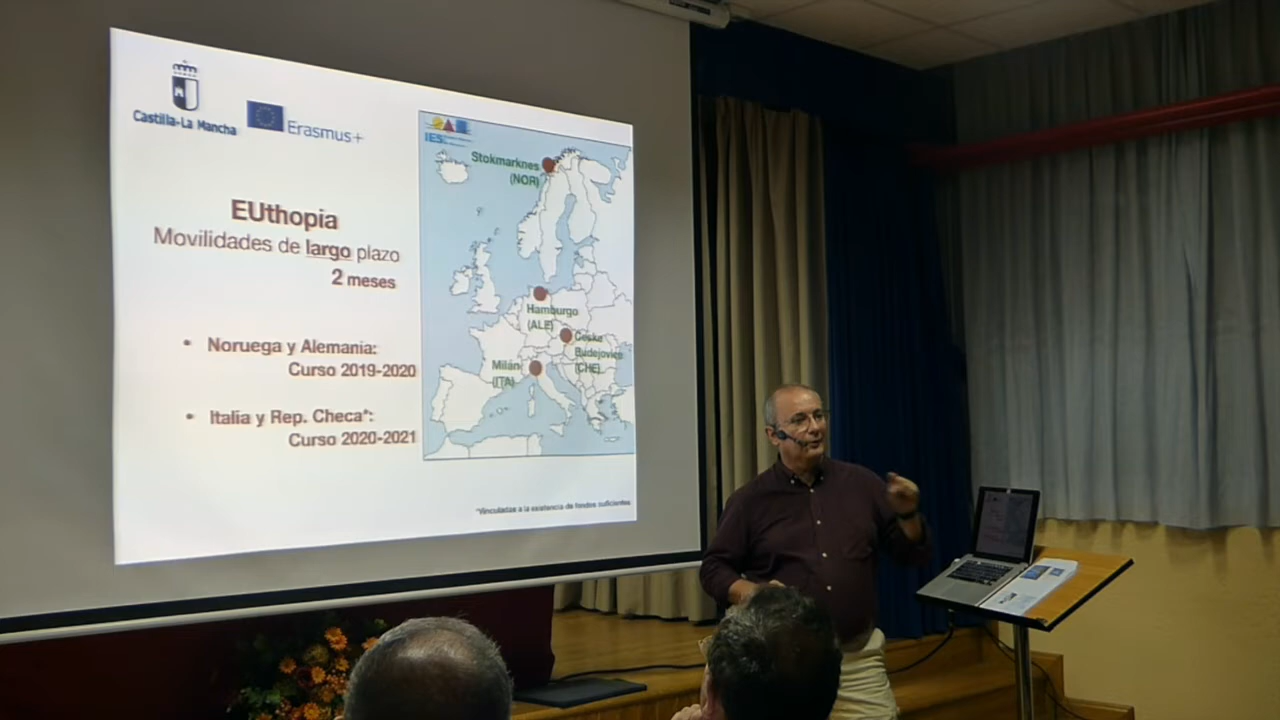 Castilla-La Mancha
Erasmus+
EUthopia
Movilidades de largo plazo
2 meses
• Noruega y Alemania:
Curso 2019-2020
• Italia y Rep. Checa*:
Curso 2020-2021
IES
Stokmarknes
(NOR)
Hamburgo
(ALE)
Ceske
Budejovice
(CHE)
Milán
(ITA)
*Vinculadas a la existencia de fondos suficientes